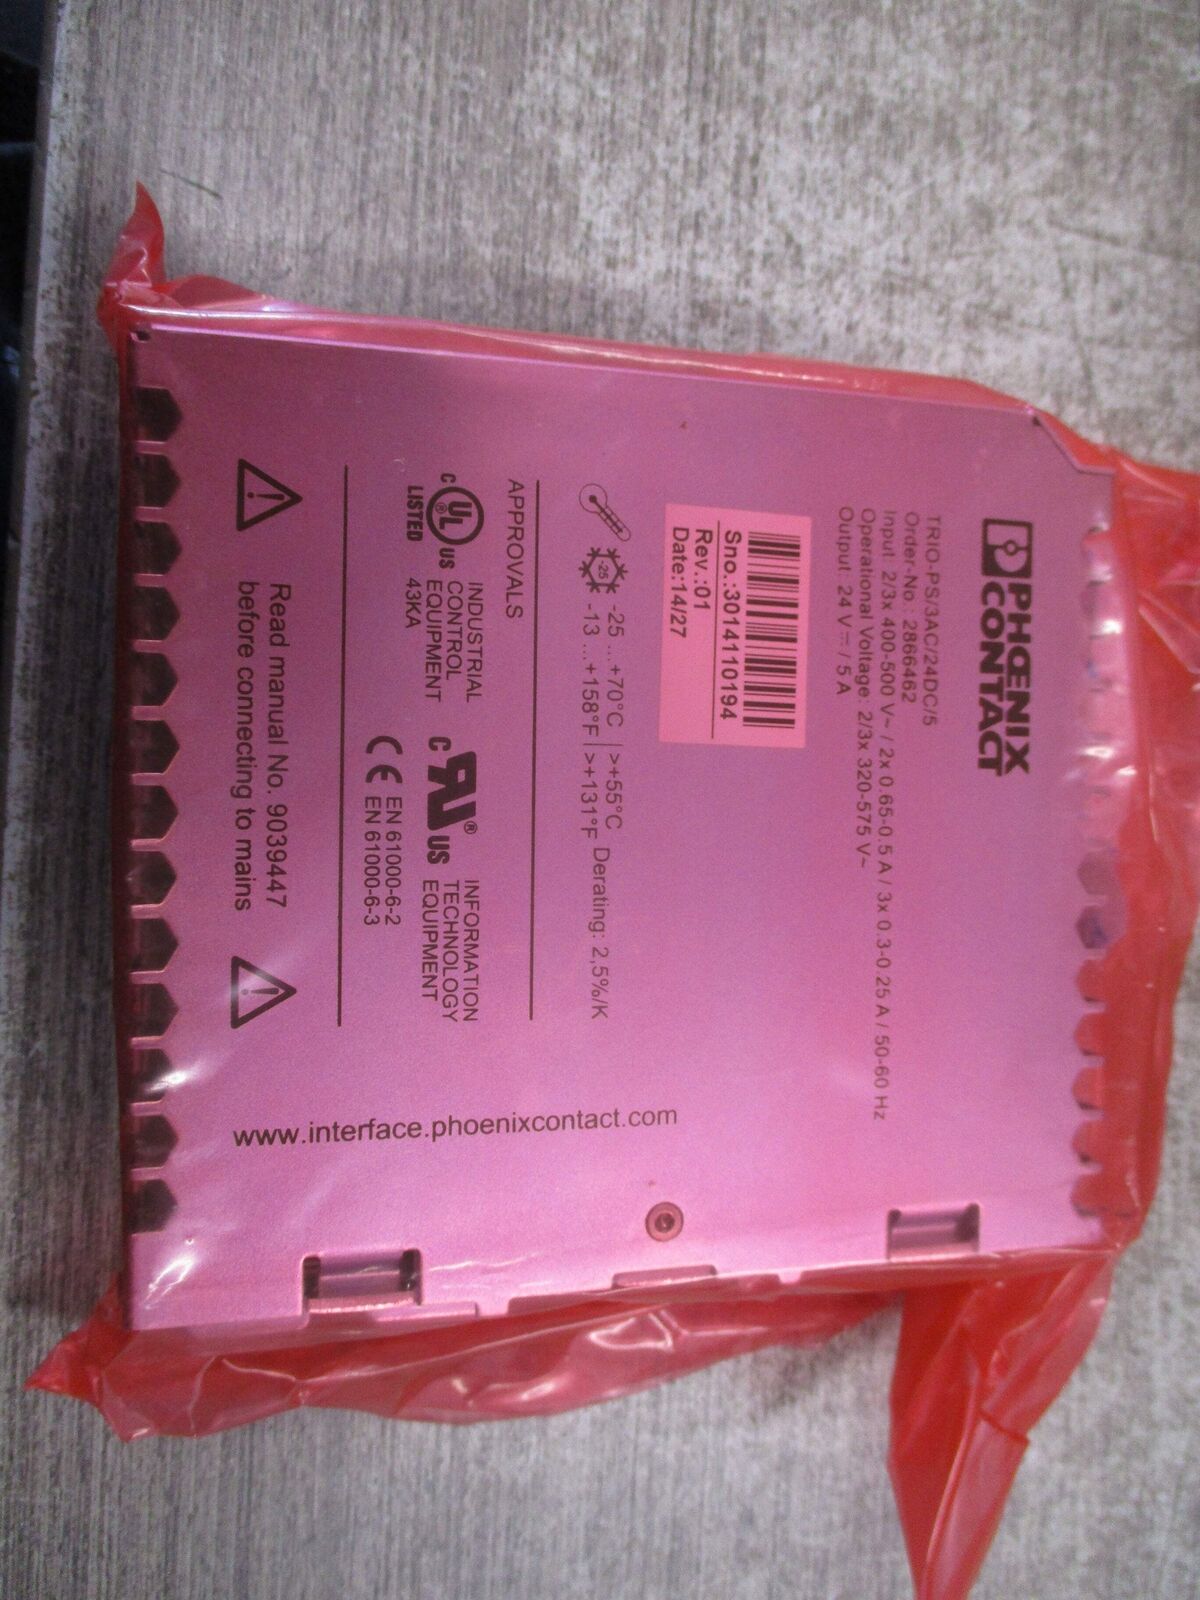 PHŒNIX
CONTACT
TRIO-PS/3AC/24DC/5
Order-No.: 2866462
Input: 2/3x 400-500 V~ / 2x 0.65-0.5 A / 3x 0.3-0.25 A / 50-60 Hz
Operational Voltage: 2/3x 320-575 V~
Output: 24 V⎓ / 5 A
Sno.:3014110194
Rev.:01
Date:14/27
-25
-25 ... +70°C | >+55°C
-13 ... +158°F | >+131°F
Derating: 2,5%/K
APPROVALS
C UL ® US
LISTED
INDUSTRIAL
CONTROL
EQUIPMENT
43KA
C RU ® US
INFORMATION
TECHNOLOGY
EQUIPMENT
CE EN 61000-6-2
EN 61000-6-3
Read manual No. 9039447
before connecting to mains
www.interface.phoenixcontact.com